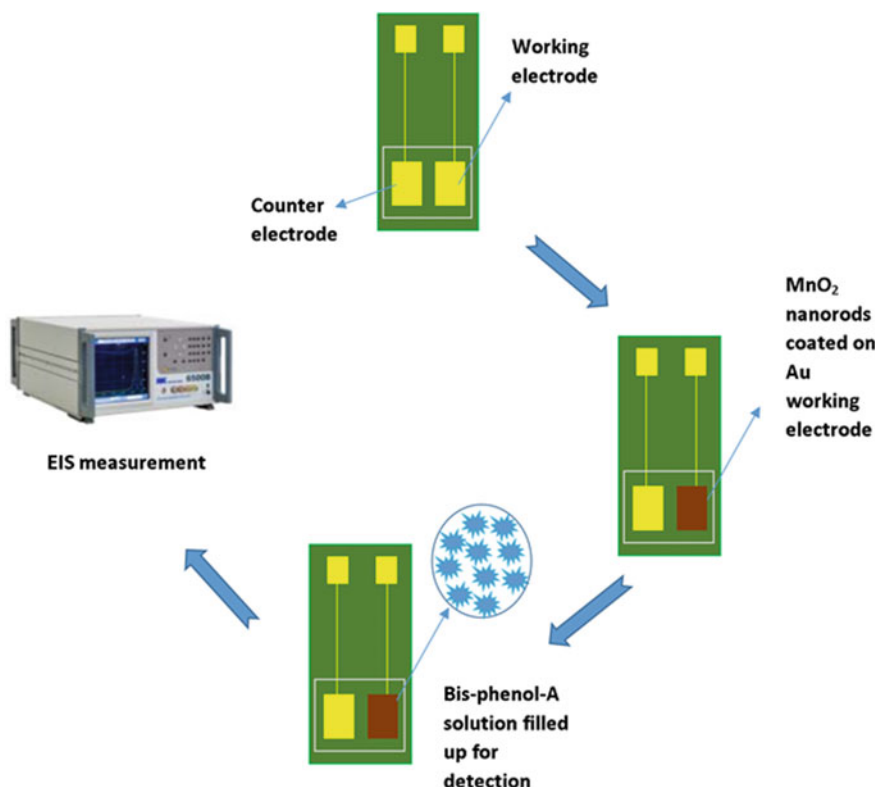 Working
electrode
Counter
electrode
MnO₂
nanorods
coated on
Au
working
electrode
6500B
EIS measurement
Bis-phenol-A
solution filled
up for
detection